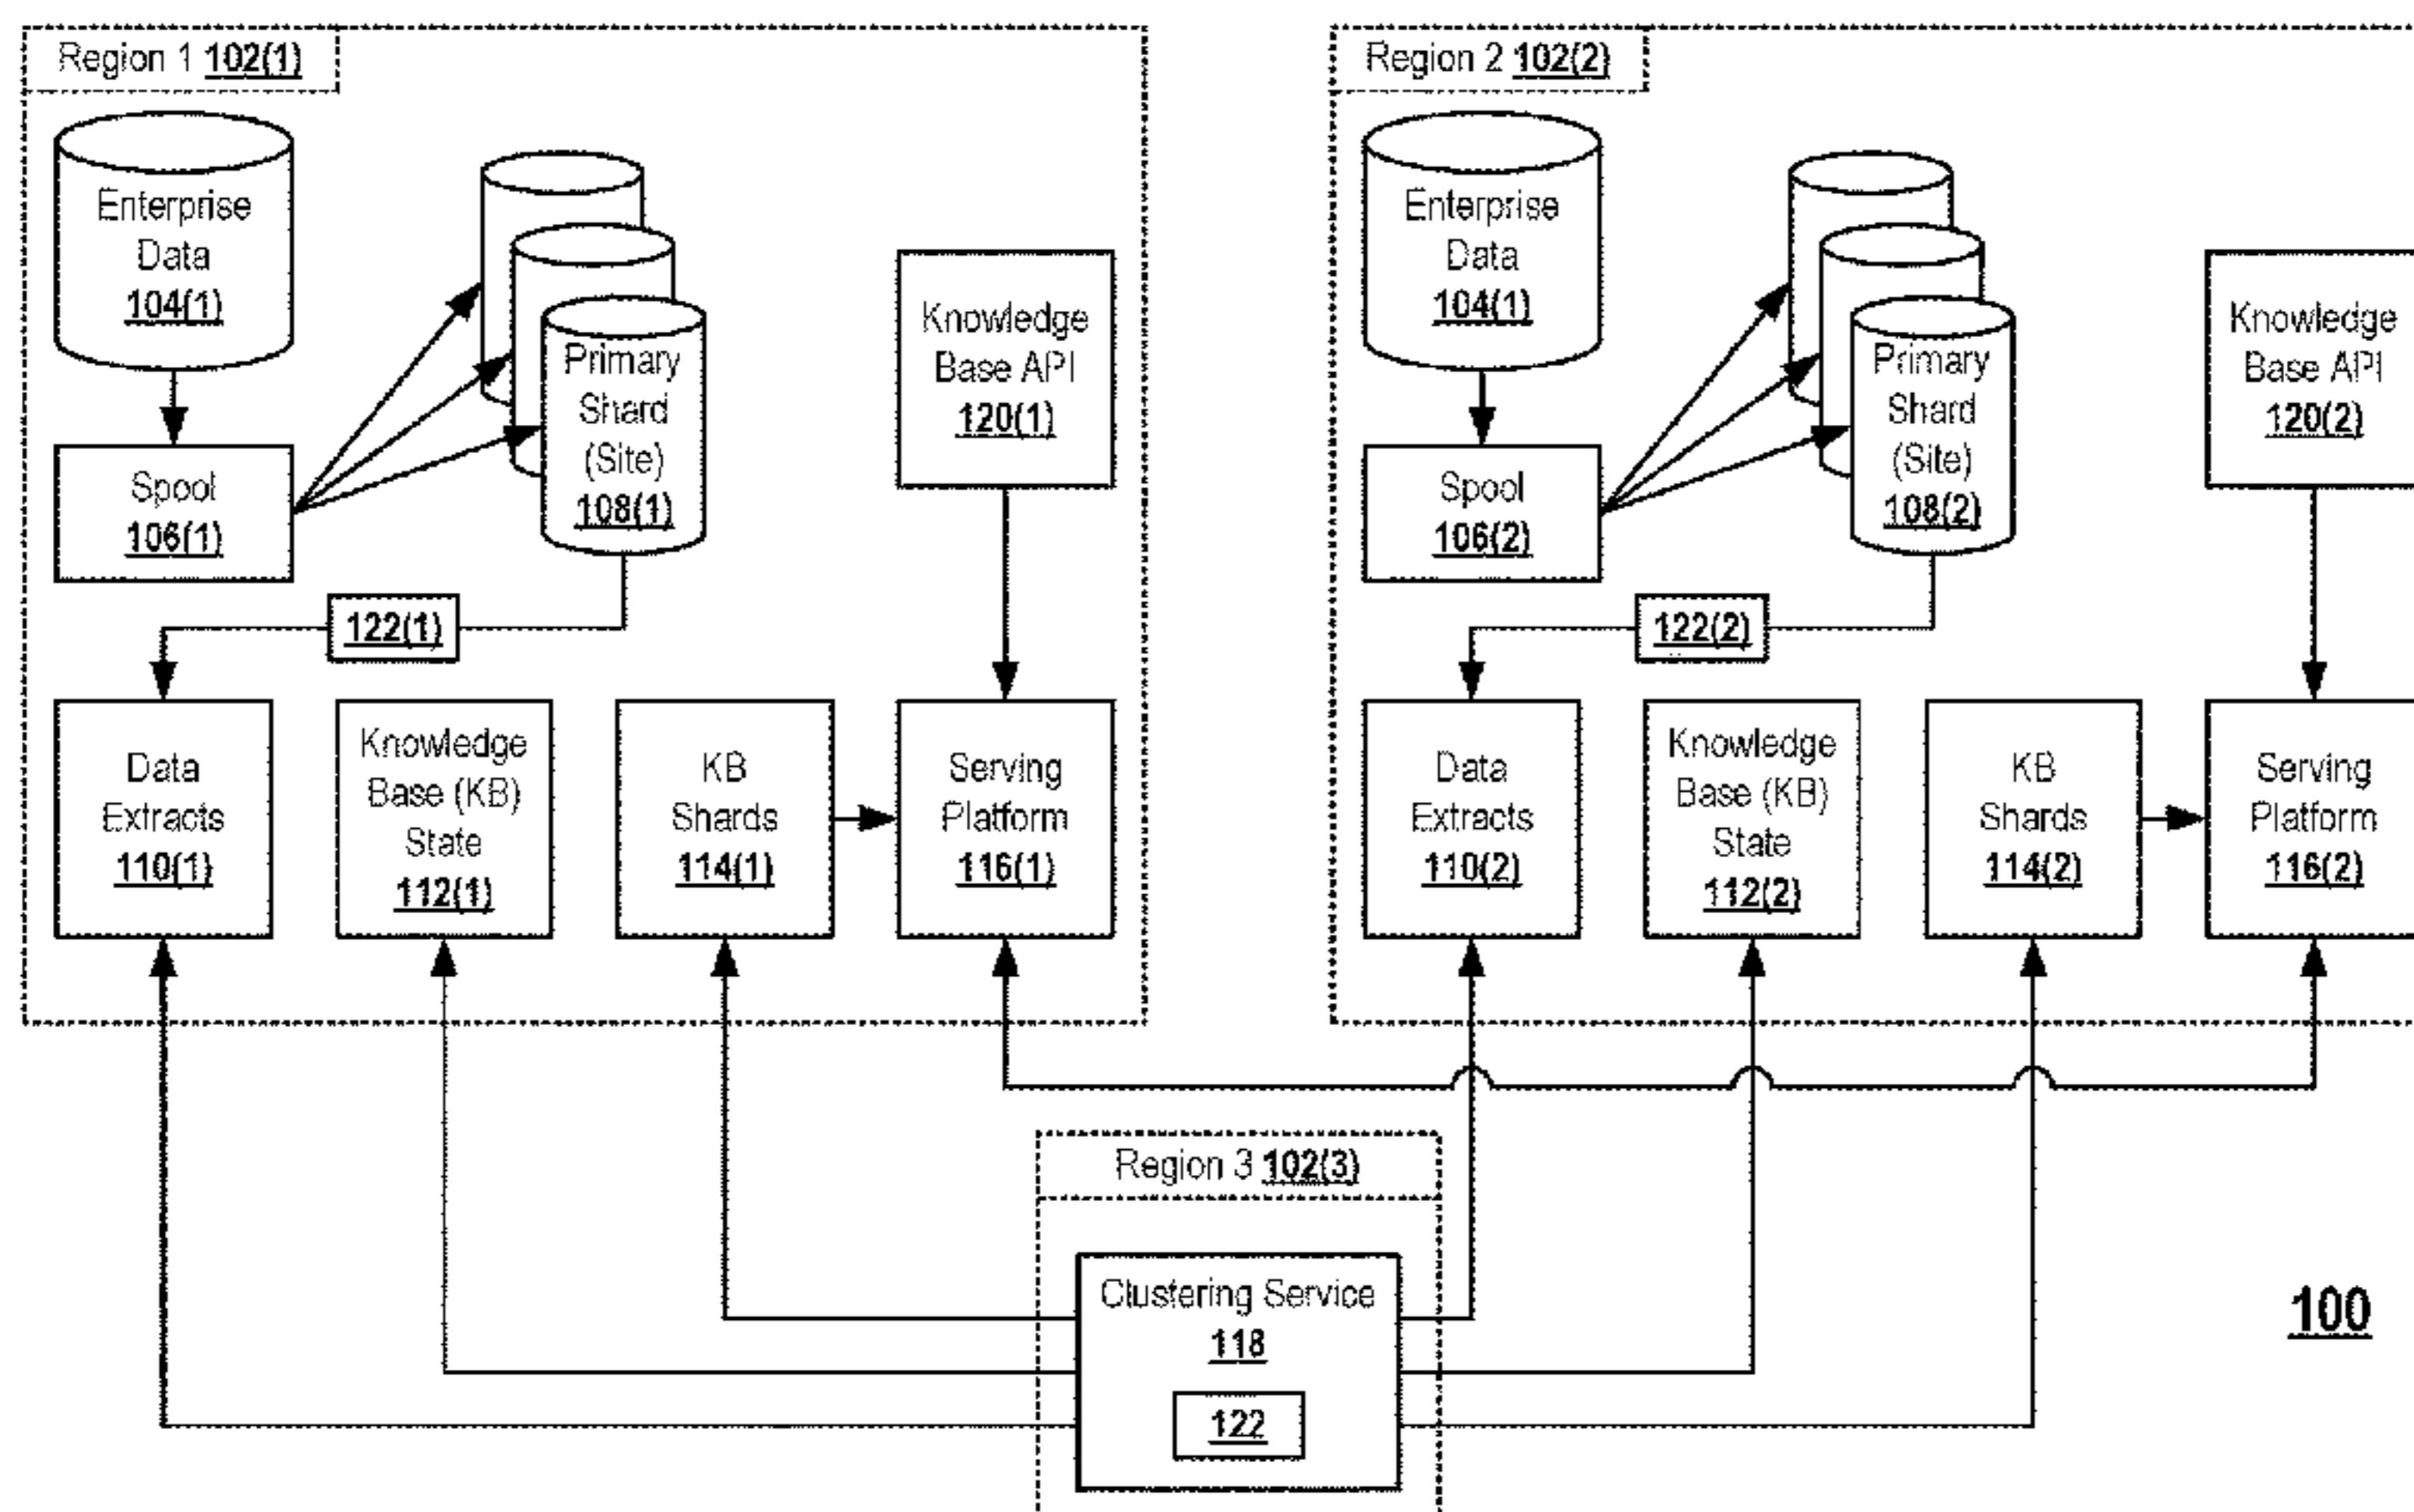 Region 1 102(1)
Enterprise
Data
104(1)
Spool
106(1)
Primary
Shard
(Site)
108(1)
Knowledge
Base API
120(1)
122(1)
Data
Extracts
110(1)
Knowledge
Base (KB)
State
112(1)
KB
Shards
114(1)
Serving
Platform
116(1)
Region 2 102(2)
Enterprise
Data
104(1)
Spool
106(2)
Primary
Shard
(Site)
108(2)
Knowledge
Base API
120(2)
122(2)
Data
Extracts
110(2)
Knowledge
Base (KB)
State
112(2)
KB
Shards
114(2)
Serving
Platform
116(2)
Region 3 102(3)
Clustering Service
118
122
100